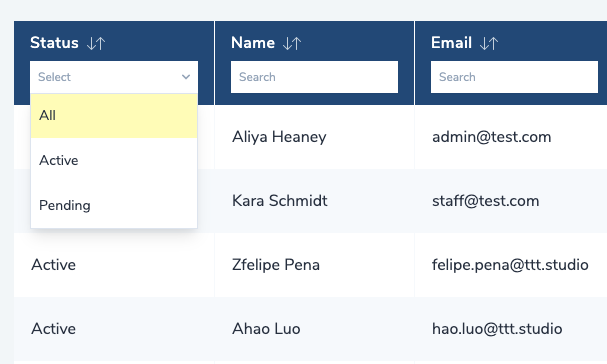 Status Name Email
Select Search Search
All
Aliya Heaney admin@test.com
Active
Kara Schmidt staff@test.com
Pending
Active Zfelipe Pena felipe.pena@ttt.studio
Active Ahao Luo hao.luo@ttt.studio